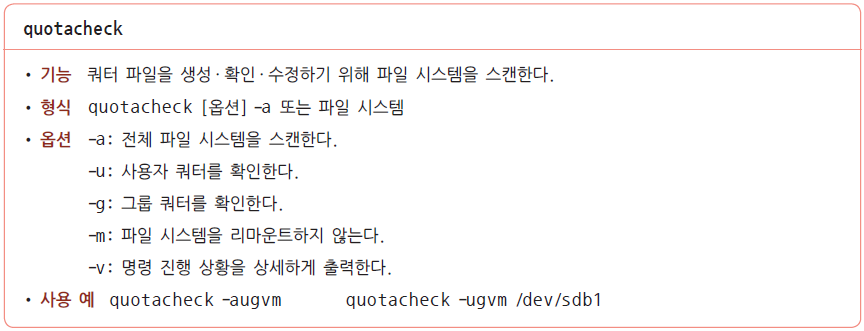 quotacheck
• 기능 쿼터 파일을 생성·확인·수정하기 위해 파일 시스템을 스캔한다.
• 형식 quotacheck [옵션] -a 또는 파일 시스템
• 옵션 -a: 전체 파일 시스템을 스캔한다.
-u: 사용자 쿼터를 확인한다.
-g: 그룹 쿼터를 확인한다.
-m: 파일 시스템을 리마운트하지 않는다.
-v: 명령 진행 상황을 상세하게 출력한다.
• 사용 예 quotacheck -augvm quotacheck -ugvm /dev/sdb1